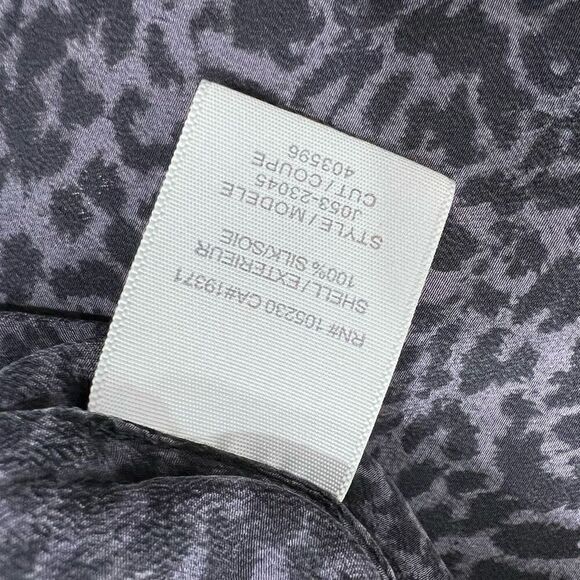 RN# 105230 CA#19371
SHELL/EXTERIEUR
100% SILK/SOIE
STYLE / MODELE
J053-23045
CUT / COUPE
403596